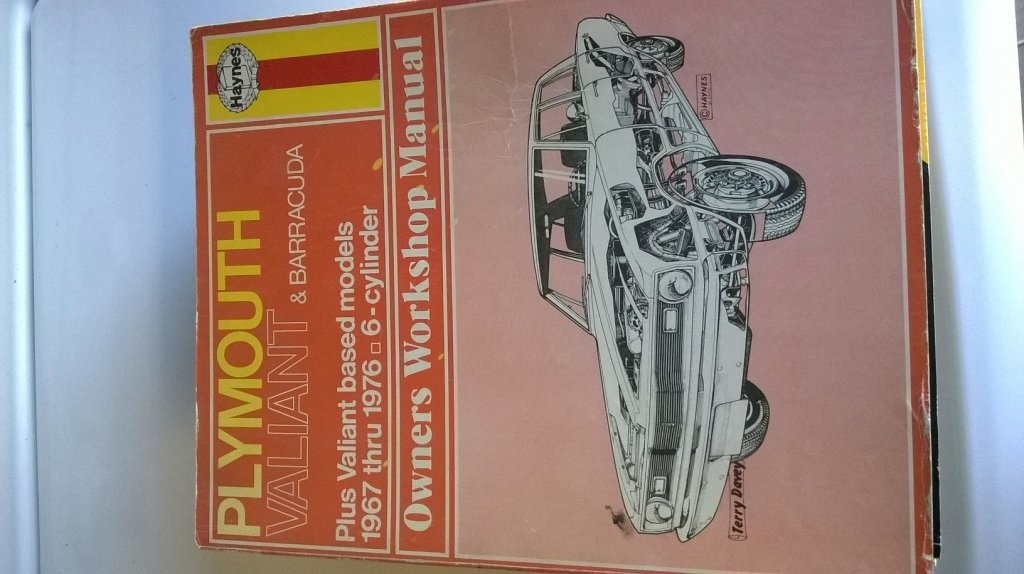 Haynes
PLYMOUTH
VALIANT & BARRACUDA
Plus Valiant based models
1967 thru 1976 □ 6-cylinder
Owners Workshop Manual
© HAYNES
Terry Davey